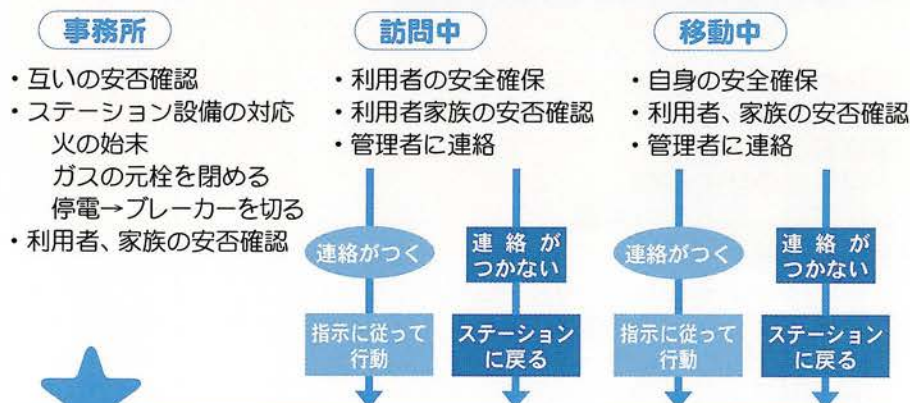 事務所
・互いの安否確認
・ステーション設備の対応
火の始末
ガスの元栓を閉める
停電→ブレーカーを切る
・利用者、家族の安否確認
訪問中
・利用者の安全確保
・利用者家族の安否確認
・管理者に連絡
連絡がつく
指示に従って
行動
連絡が
つかない
ステーション
に戻る
移動中
・自身の安全確保
・利用者、家族の安否確認
・管理者に連絡
連絡がつく
指示に従って
行動
連絡が
つかない
ステーション
に戻る